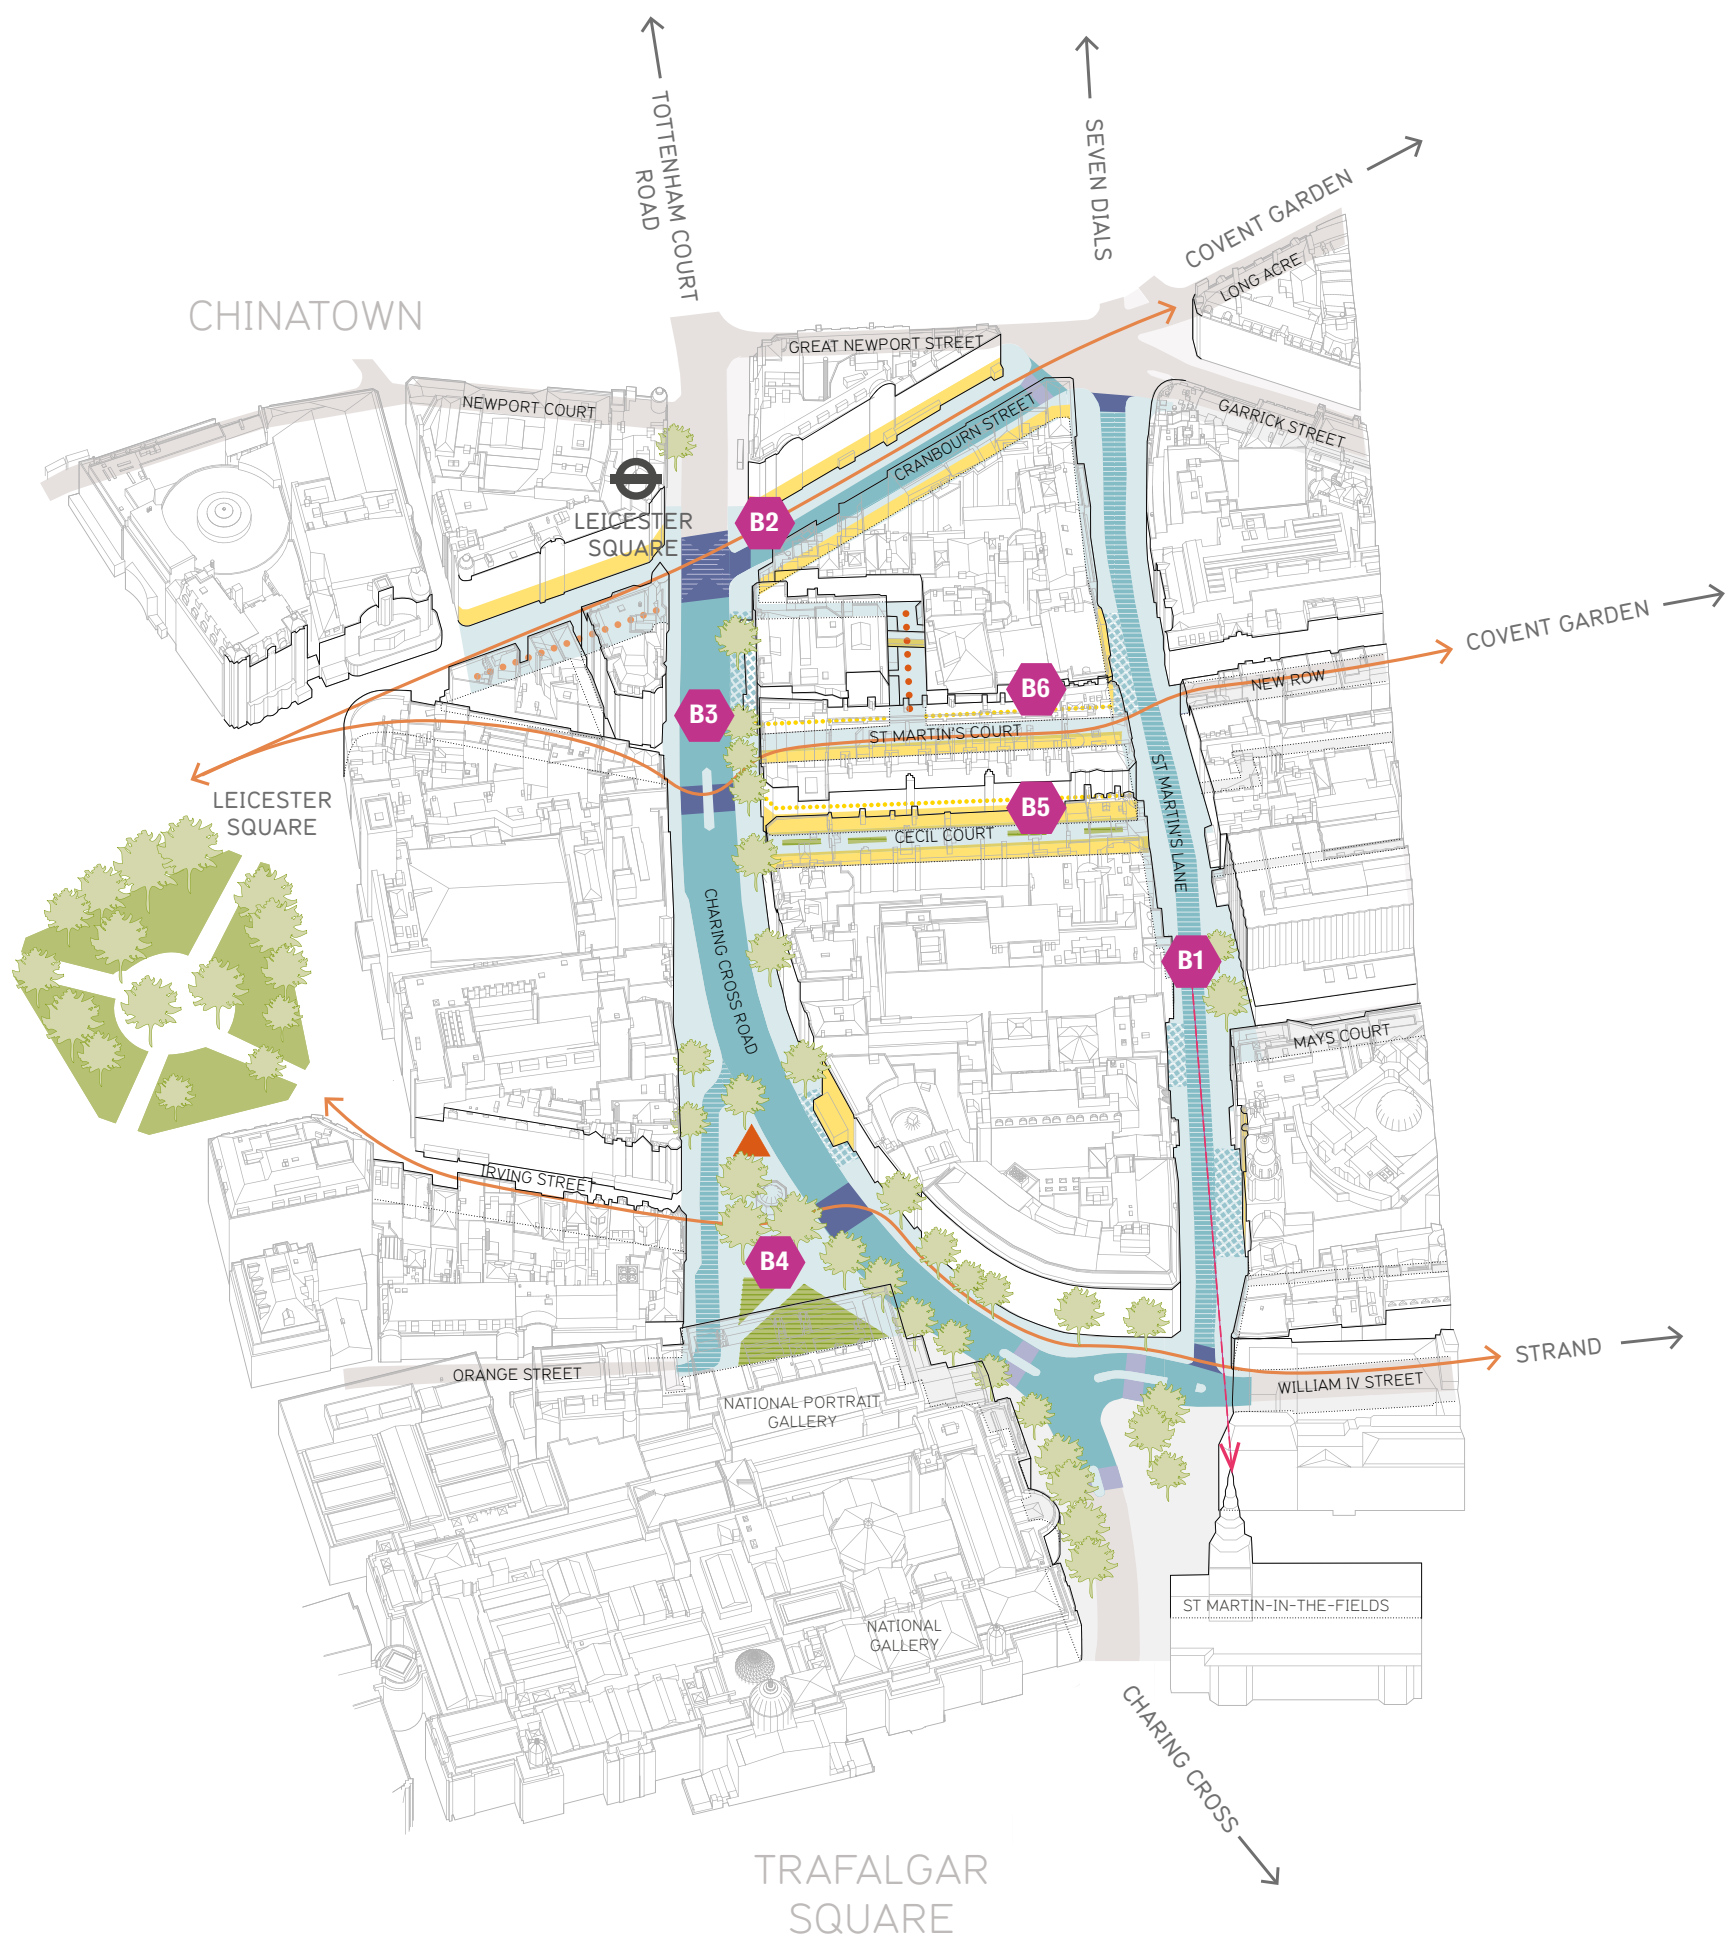 TOTTENHAM COURT
ROAD
SEVEN DIALS
COVENT GARDEN
LONG ACRE
CHINATOWN
GREAT NEWPORT STREET
NEWPORT COURT
GARRICK STREET
CRANBOURN STREET
B2
LEICESTER
SQUARE
COVENT GARDEN
B6
NEW ROW
B3
ST MARTIN'S COURT
ST MARTIN'S LANE
LEICESTER
SQUARE
B5
CECIL COURT
CHARING CROSS ROAD
B1
MAYS COURT
IRVING STREET
B4
STRAND
ORANGE STREET
WILLIAM IV STREET
NATIONAL PORTRAIT
GALLERY
ST MARTIN-IN-THE-FIELDS
NATIONAL
GALLERY
CHARING CROSS
TRAFALGAR
SQUARE